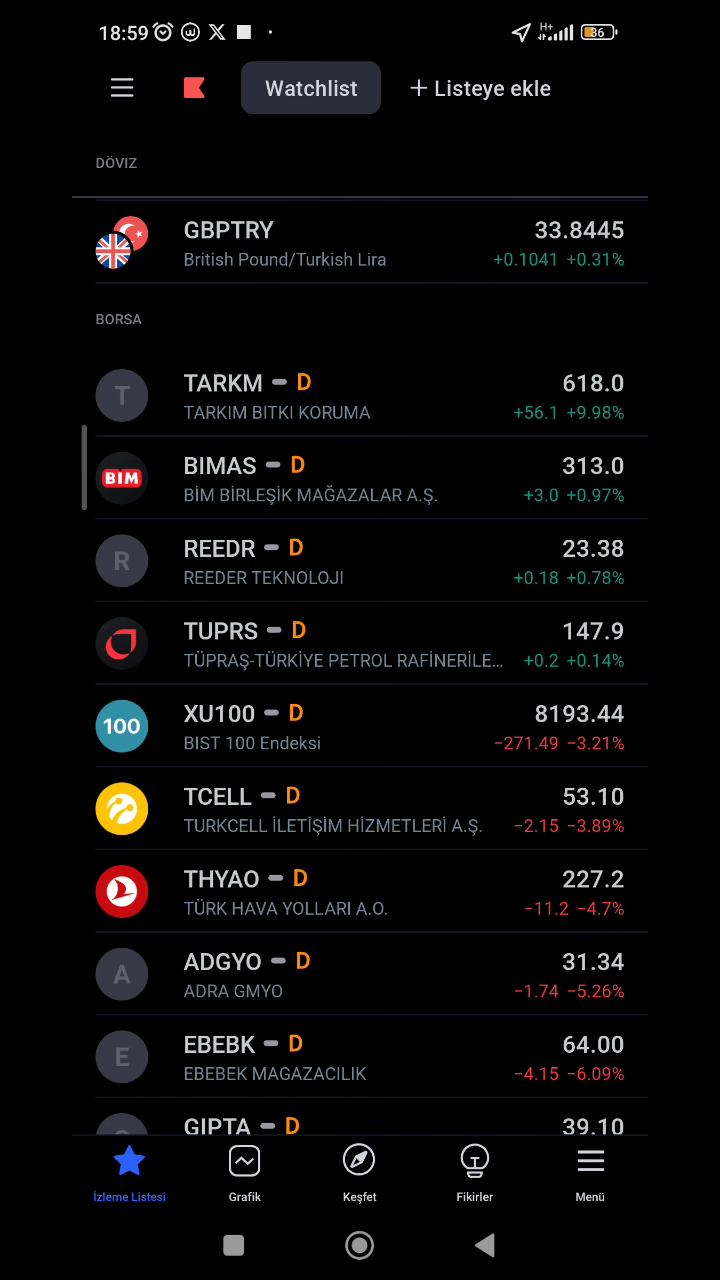 18:59 H+ 36
Watchlist + Listeye ekle
DÖVIZ
GBPTRY 33.8445
British Pound/Turkish Lira +0.1041 +0.31%
BORSA
T TARKM D 618.0
TARKIM BITKI KORUMA +56.1 +9.98%
BIM BIMAS D 313.0
BİM BİRLEŞİK MAĞAZALAR A.Ş. +3.0 +0.97%
R REEDR D 23.38
REEDER TEKNOLOJI +0.18 +0.78%
TUPRS D 147.9
TÜPRAŞ-TÜRKİYE PETROL RAFİNERİLE... +0.2 +0.14%
100 XU100 D 8193.44
BIST 100 Endeksi −271.49 −3.21%
TCELL D 53.10
TURKCELL İLETİŞİM HİZMETLERİ A.Ş. −2.15 −3.89%
THYAO D 227.2
TÜRK HAVA YOLLARI A.O. −11.2 −4.7%
A ADGYO D 31.34
ADRA GMYO −1.74 −5.26%
E EBEBK D 64.00
EBEBEK MAGAZACILIK −4.15 −6.09%
GIPTA D 39.10
İzleme Listesi Grafik Keşfet Fikirler Menü